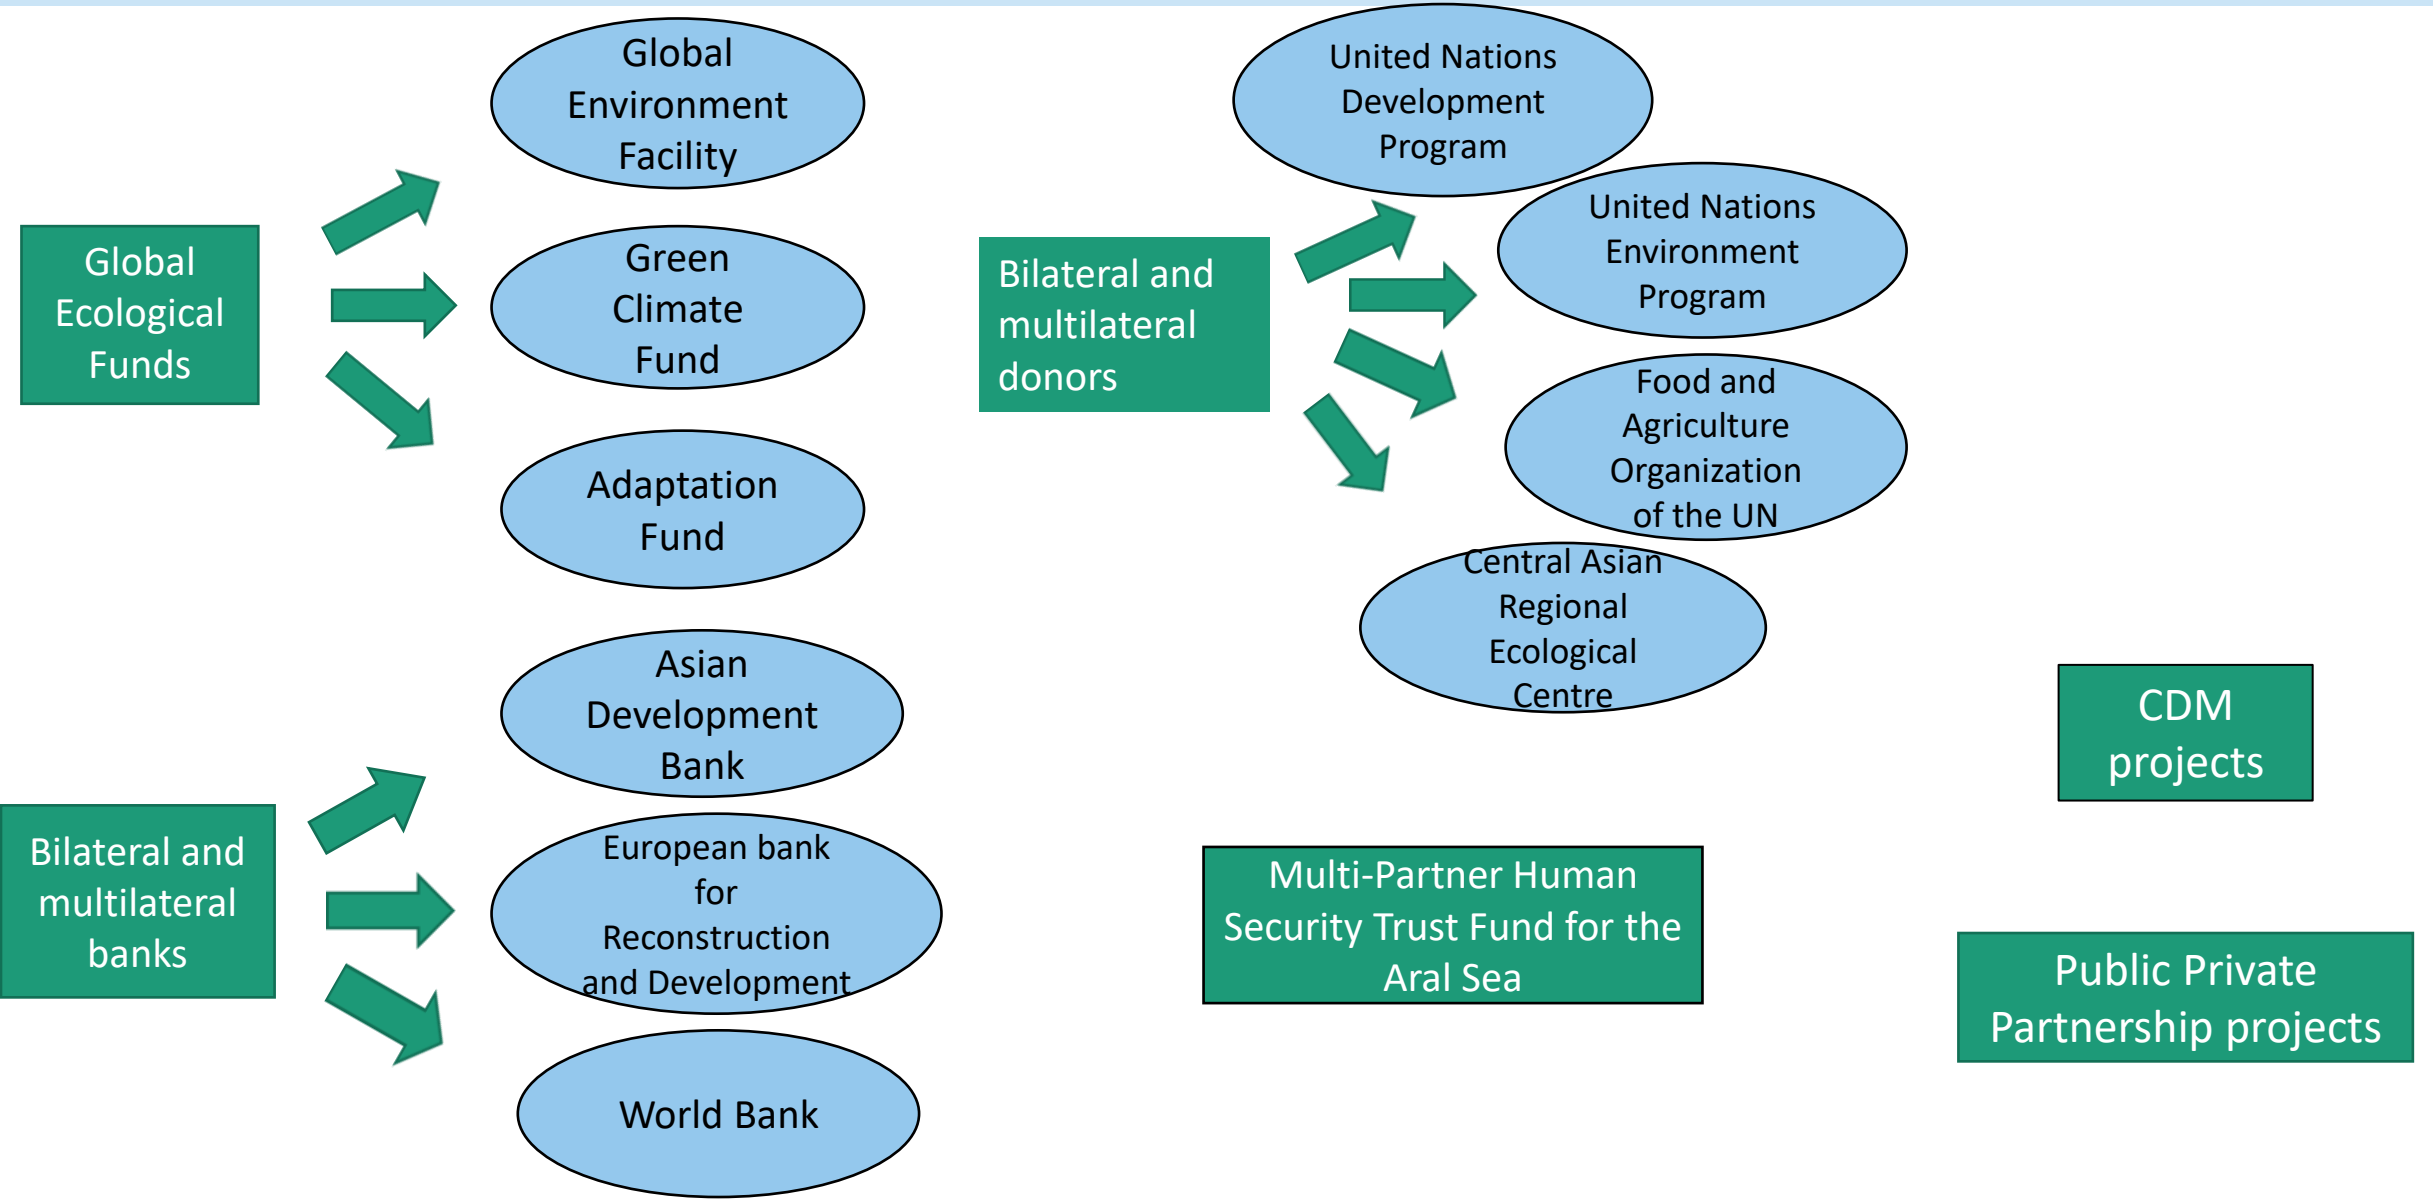 Global
Environment
Facility
Global
Ecological
Funds
Green
Climate
Fund
Adaptation
Fund
Asian
Development
Bank
Bilateral and
multilateral
banks
European bank
for
Reconstruction
and Development
World Bank
United Nations
Development
Program
United Nations
Environment
Program
Bilateral and
multilateral
donors
Food and
Agriculture
Organization
of the UN
Central Asian
Regional
Ecological
Centre
CDM
projects
Multi-Partner Human
Security Trust Fund for the
Aral Sea
Public Private
Partnership projects